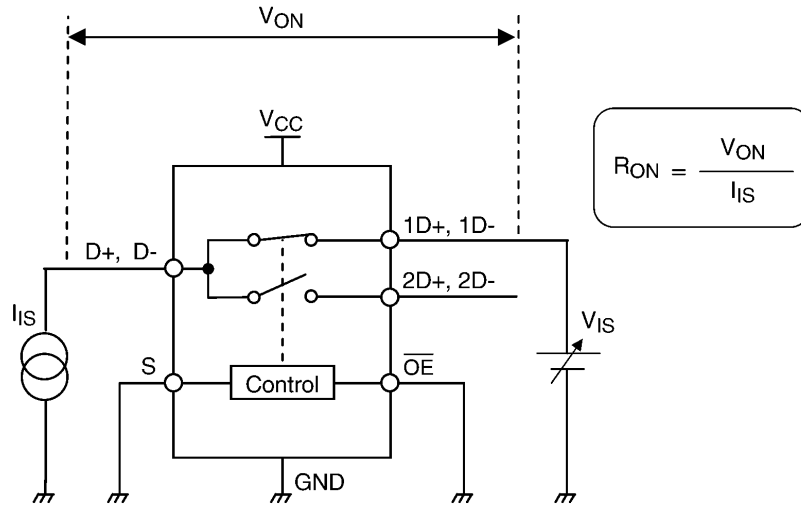 VON
VCC
RON = VON / IIS
D+, D-
1D+, 1D-
2D+, 2D-
IIS
VIS
S
Control
OE
GND